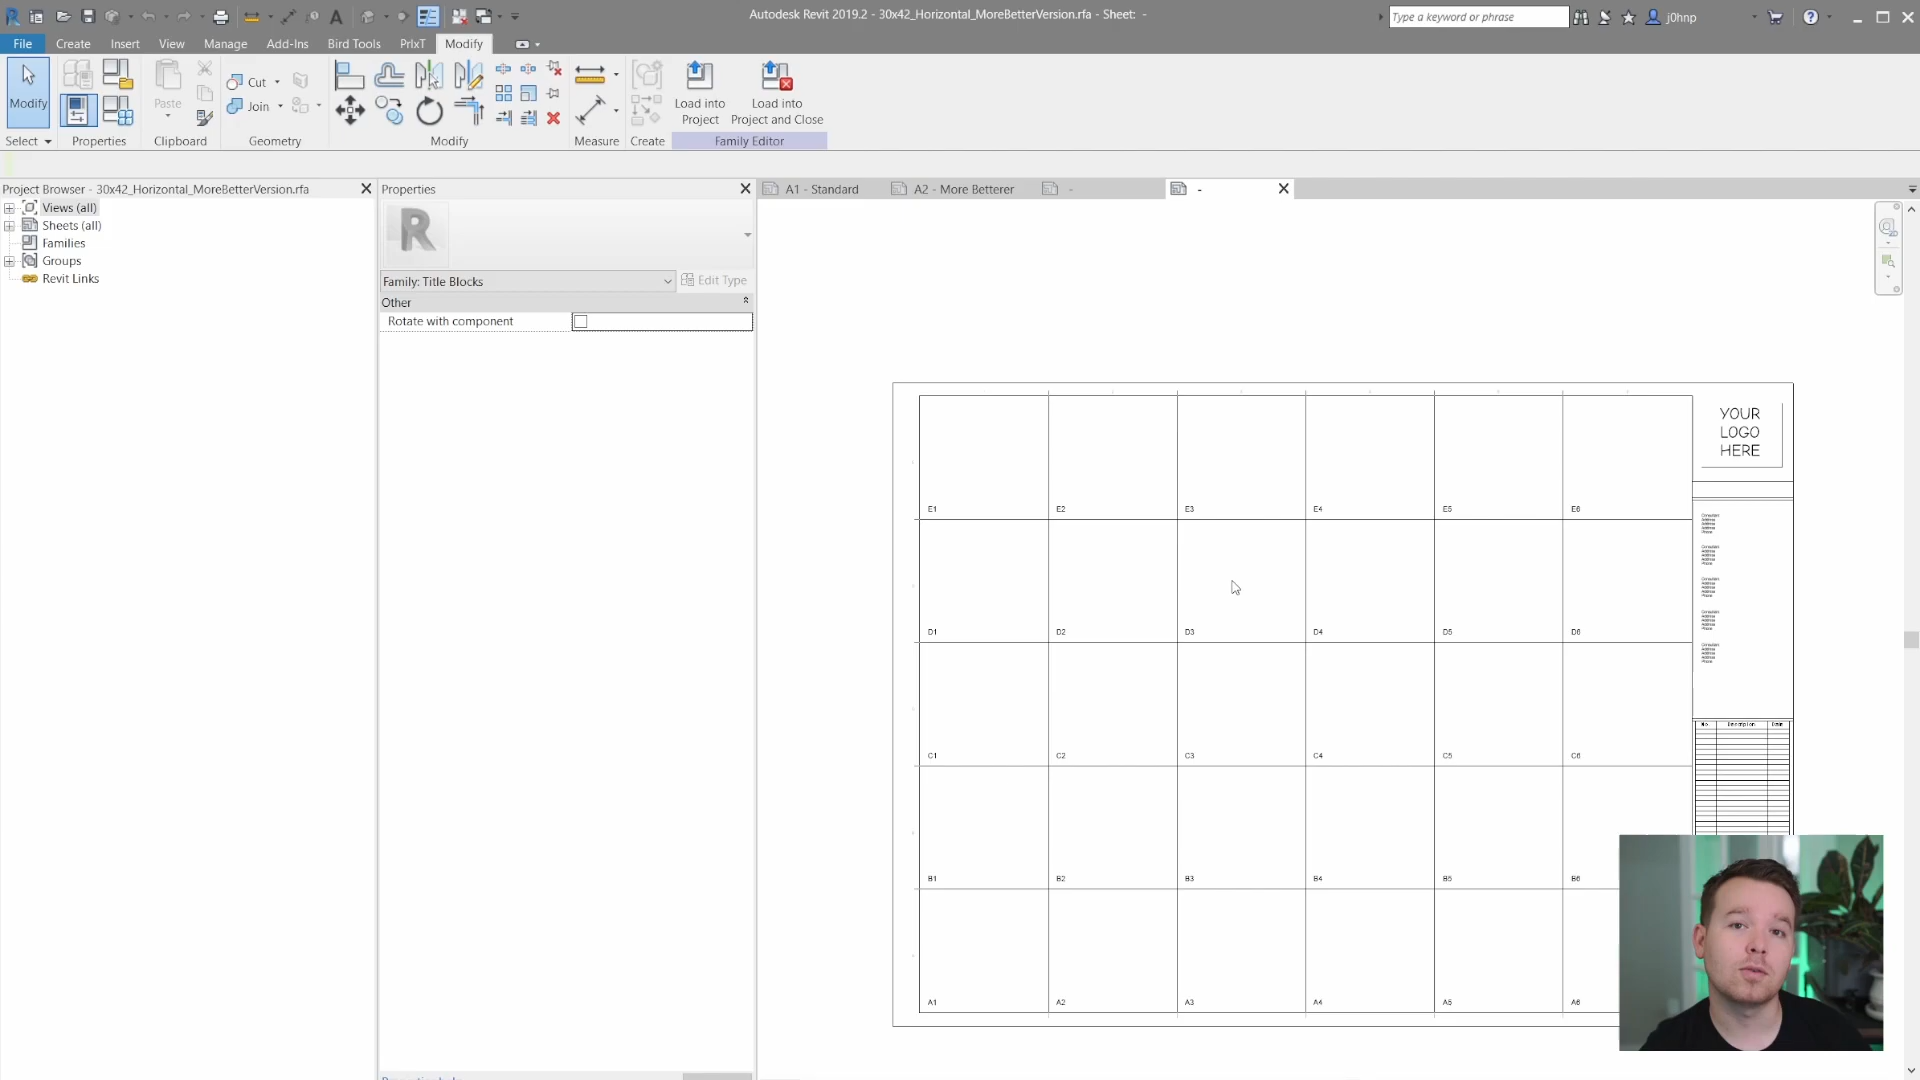 Autodesk Revit 2019.2 - 30x42_Horizontal_MoreBetterVersion.rfa - Sheet: -
Type a keyword or phrase
j0hnp
File Create Insert View Manage Add-Ins Bird Tools PrlxT Modify
Modify
Paste
Cut
Join
Load into Project
Load into Project and Close
Select Properties Clipboard Geometry Modify Measure Create Family Editor
Project Browser - 30x42_Horizontal_MoreBetterVersion.rfa
Properties
A1 - Standard
A2 - More Betterer
-
-
Views (all)
Sheets (all)
Families
Groups
Revit Links
R
Family: Title Blocks
Edit Type
Other
Rotate with component
YOUR
LOGO
HERE
E1 E2 E3 E4 E5 E6
D1 D2 D3 D4 D5 D6
C1 C2 C3 C4 C5 C6
No. Description Date
B1 B2 B3 B4 B5 B6
A1 A2 A3 A4 A5 A6